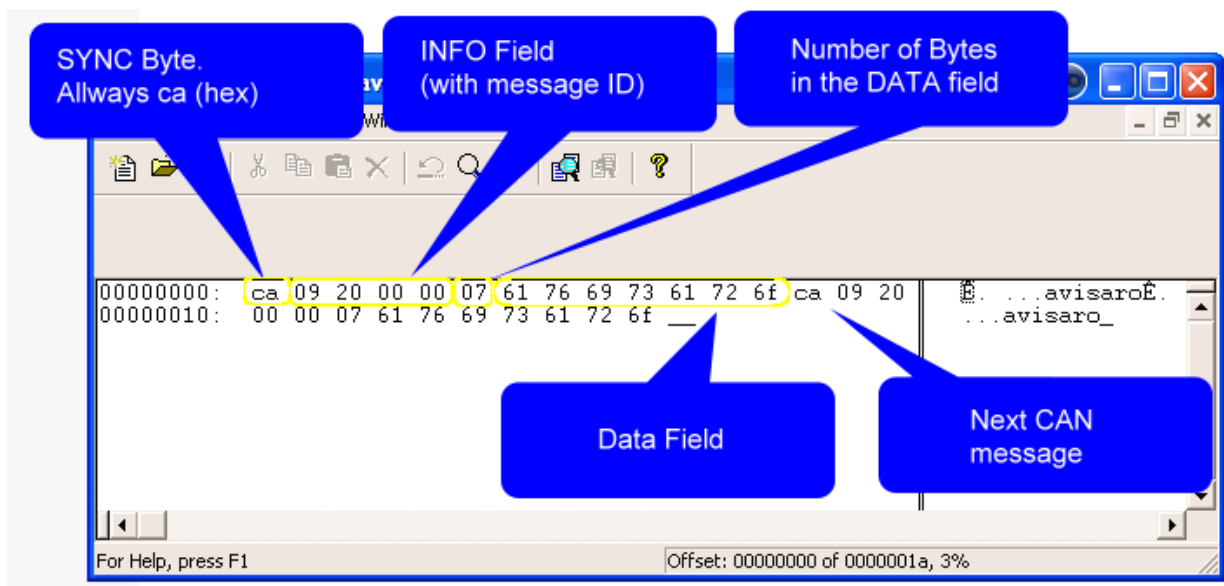 SYNC Byte.
Allways ca (hex)
INFO Field
(with message ID)
Number of Bytes
in the DATA field
av
Wi
00000000: ca 09 20 00 00 07 61 76 69 73 61 72 6f ca 09 20 Ê. ...avisaroÊ.
00000010: 00 00 07 61 76 69 73 61 72 6f __ ...avisaro_
Data Field
Next CAN
message
For Help, press F1
Offset: 00000000 of 0000001a, 3%